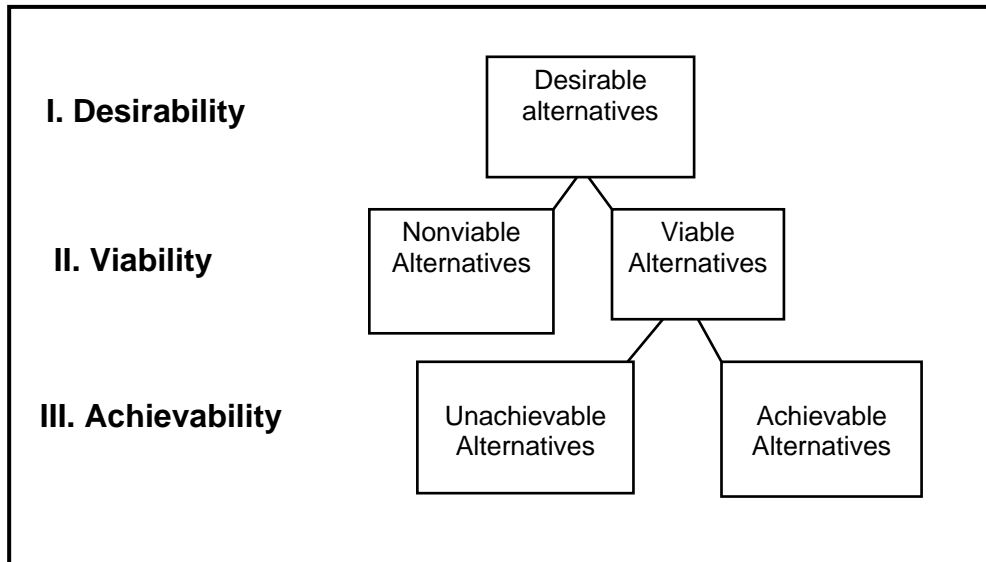 I. Desirability
Desirable
alternatives
II. Viability
Nonviable
Alternatives
Viable
Alternatives
III. Achievability
Unachievable
Alternatives
Achievable
Alternatives